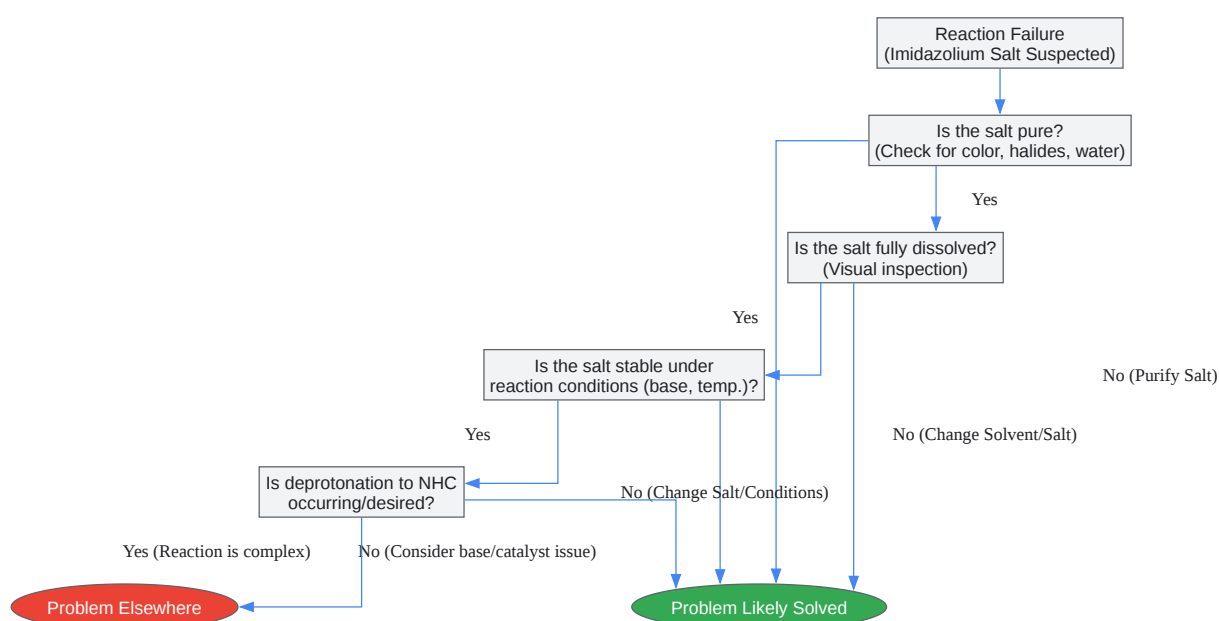 Reaction Failure
(Imidazolium Salt Suspected)
Is the salt pure?
(Check for color, halides, water)
Yes
Is the salt fully dissolved?
(Visual inspection)
Yes
Is the salt stable under
reaction conditions (base, temp.)?
No (Purify Salt)
Yes
No (Change Solvent/Salt)
Is deprotonation to NHC
occurring/desired?
No (Change Salt/Conditions)
Yes (Reaction is complex)
No (Consider base/catalyst issue)
Problem Elsewhere
Problem Likely Solved